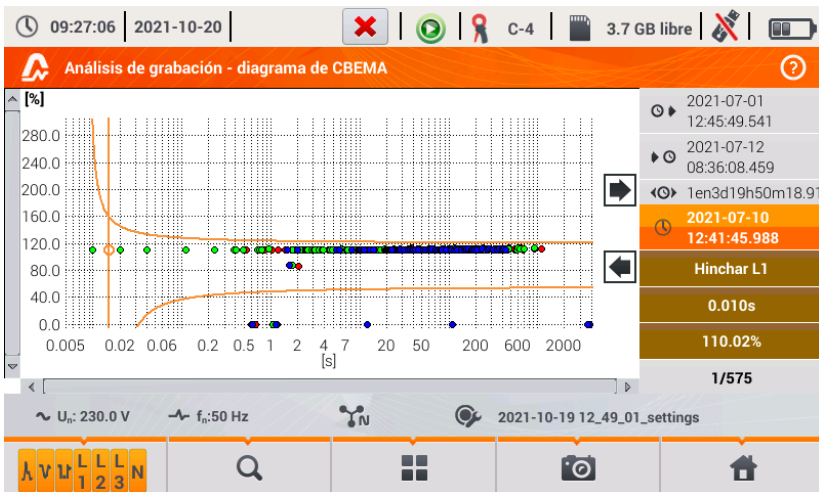 09:27:06 2021-10-20 C-4 3.7 GB libre
Análisis de grabación - diagrama de CBEMA
[%]
280.0
240.0
200.0
160.0
120.0
80.0
40.0
0.0
0.005 0.02 0.06 0.2 0.5 1 2 4 7 20 50 200 600 2000
[s]
2021-07-01
12:45:49.541
2021-07-12
08:36:08.459
1en3d19h50m18.91
2021-07-10
12:41:45.988
Hinchar L1
0.010s
110.02%
1/575
Un: 230.0 V fn:50 Hz N 2021-10-19 12_49_01_settings
L1 L2 L3 N